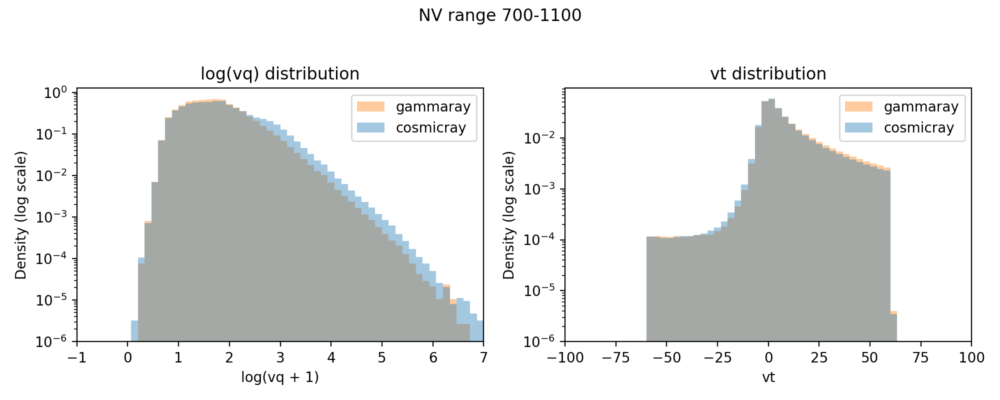 NV range 700-1100
log(vq) distribution
gammaray
cosmicray
10⁰
10⁻¹
10⁻²
10⁻³
10⁻⁴
10⁻⁵
10⁻⁶
Density (log scale)
−1 0 1 2 3 4 5 6 7
log(vq + 1)
vt distribution
gammaray
cosmicray
10⁻²
10⁻³
10⁻⁴
10⁻⁵
10⁻⁶
Density (log scale)
−100 −75 −50 −25 0 25 50 75 100
vt